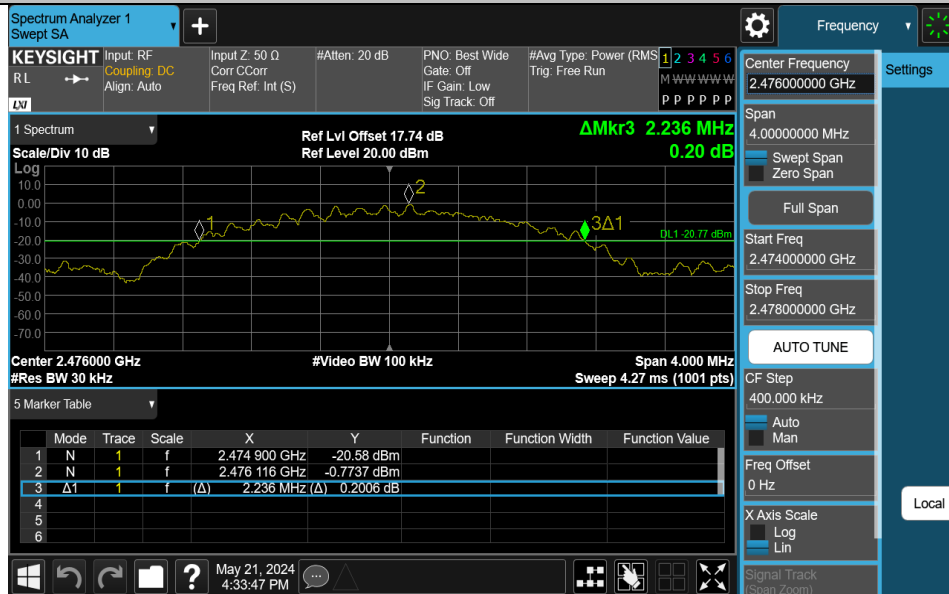 Spectrum Analyzer 1
Swept SA
+
Frequency
KEYSIGHT
RL
LXI
Input: RF
Coupling: DC
Align: Auto
Input Z: 50 Ω
Corr CCorr
Freq Ref: Int (S)
#Atten: 20 dB
PNO: Best Wide
Gate: Off
IF Gain: Low
Sig Track: Off
#Avg Type: Power (RMS
Trig: Free Run
1 2 3 4 5 6
M W W W W W
P P P P P P
1 Spectrum
Scale/Div 10 dB
Ref Lvl Offset 17.74 dB
Ref Level 20.00 dBm
ΔMkr3 2.236 MHz
0.20 dB
Log
10.0
0.00
-10.0
-20.0
-30.0
-40.0
-50.0
-60.0
-70.0
1
2
3Δ1
DL1 -20.77 dBm
Center 2.476000 GHz
#Video BW 100 kHz
Span 4.000 MHz
#Res BW 30 kHz
Sweep 4.27 ms (1001 pts)
5 Marker Table
Mode Trace Scale X Y Function Function Width Function Value
1 N 1 f 2.474 900 GHz -20.58 dBm
2 N 1 f 2.476 116 GHz -0.7737 dBm
3 Δ1 1 f (Δ) 2.236 MHz (Δ) 0.2006 dB
4
5
6
?
May 21, 2024
4:33:47 PM
Center Frequency
2.476000000 GHz
Settings
Span
4.00000000 MHz
Swept Span
Zero Span
Full Span
Start Freq
2.474000000 GHz
Stop Freq
2.478000000 GHz
AUTO TUNE
CF Step
400.000 kHz
Auto
Man
Freq Offset
0 Hz
Local
X Axis Scale
Log
Lin
Signal Track
(Span Zoom)